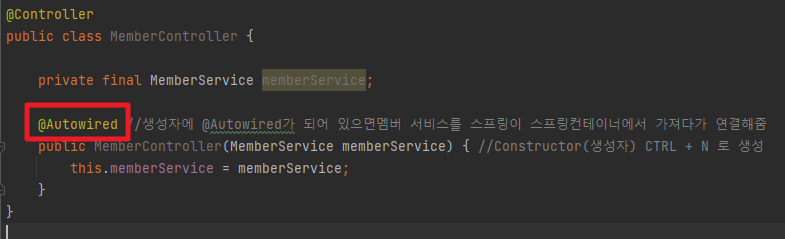 @Controller
public class MemberController {
private final MemberService memberService;
@Autowired //생성자에 @Autowired가 되어 있으면멤버 서비스를 스프링이 스프링컨테이너에서 가져다가 연결해줌
public MemberController(MemberService memberService) { //Constructor(생성자) CTRL + N 로 생성
this.memberService = memberService;
}
}